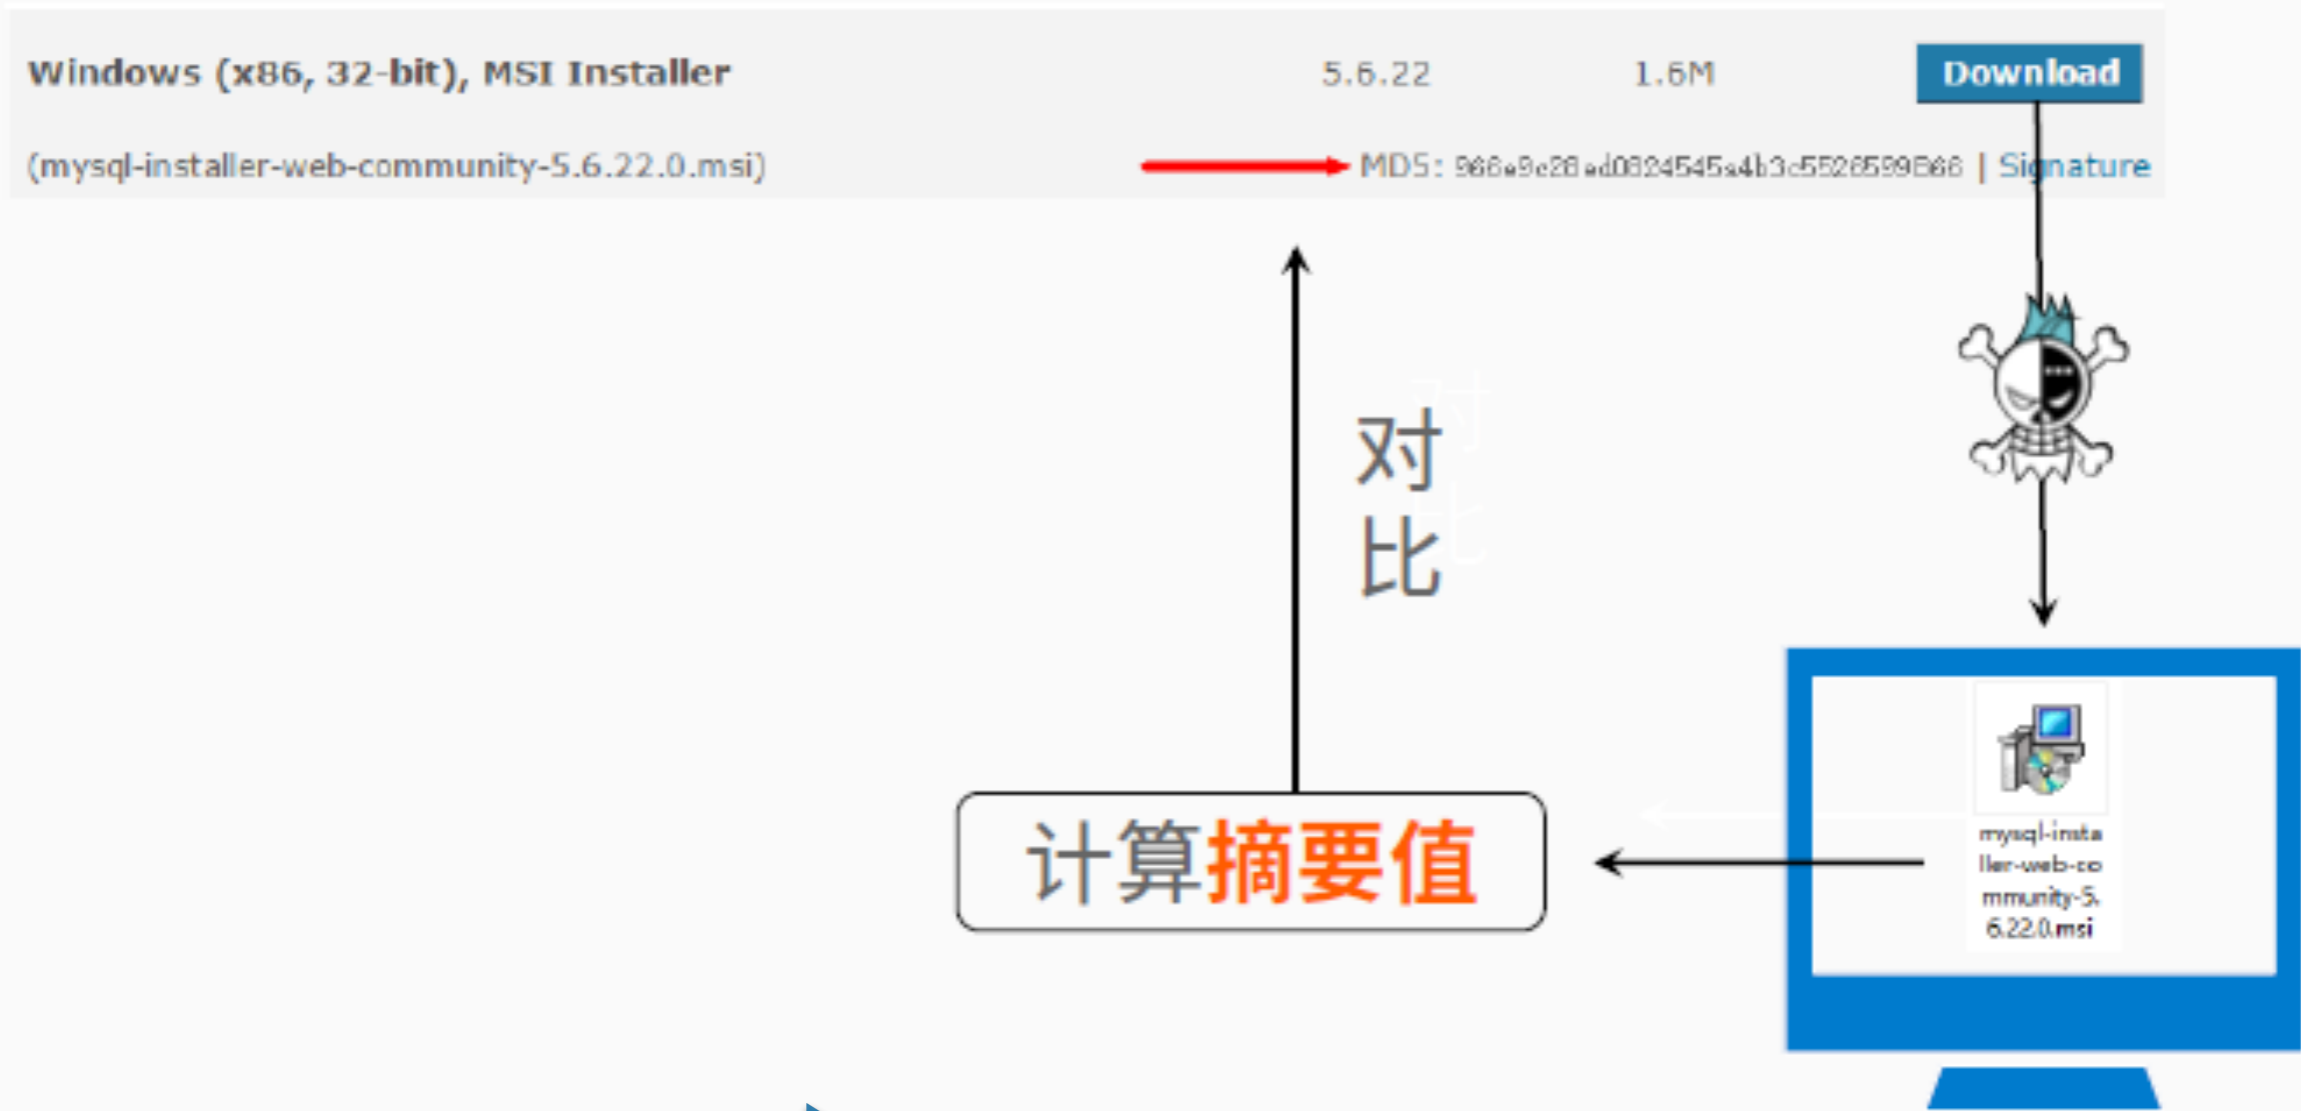 Windows (x86, 32-bit), MSI Installer 5.6.22 1.6M Download
(mysql-installer-web-community-5.6.22.0.msi) MD5: | Signature
对
比
计算摘要值
mysql-insta
ller-web-co
mmunity-5.
6.22.0.msi